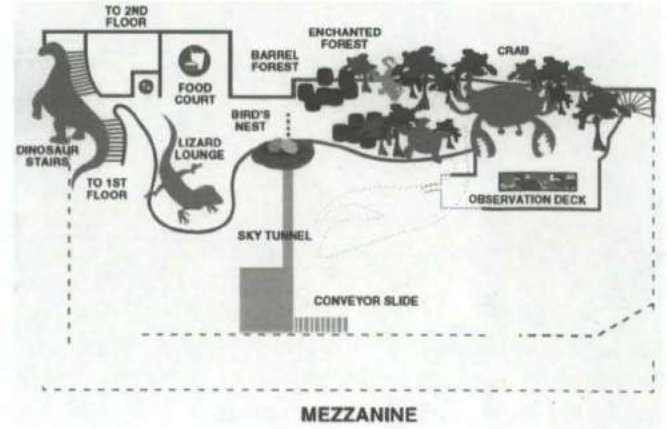 TO 2ND
FLOOR
ENCHANTED
FOREST
BARREL
FOREST
CRAB
FOOD
COURT
BIRD'S
NEST
DINOSAUR
STAIRS
LIZARD
LOUNGE
TO 1ST
FLOOR
OBSERVATION DECK
SKY TUNNEL
CONVEYOR SLIDE
MEZZANINE